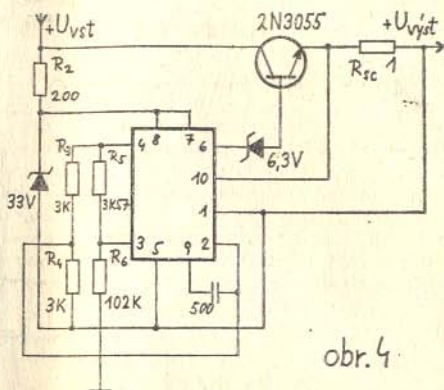 +Uvst
2N3055
+Uvýst
R2
200
Rsc
1
4
8
7
6
6,3V
R3
R5
3K
3K57
33V
10
1
3
5
9
2
R4
R6
3K
102K
500
obr.4